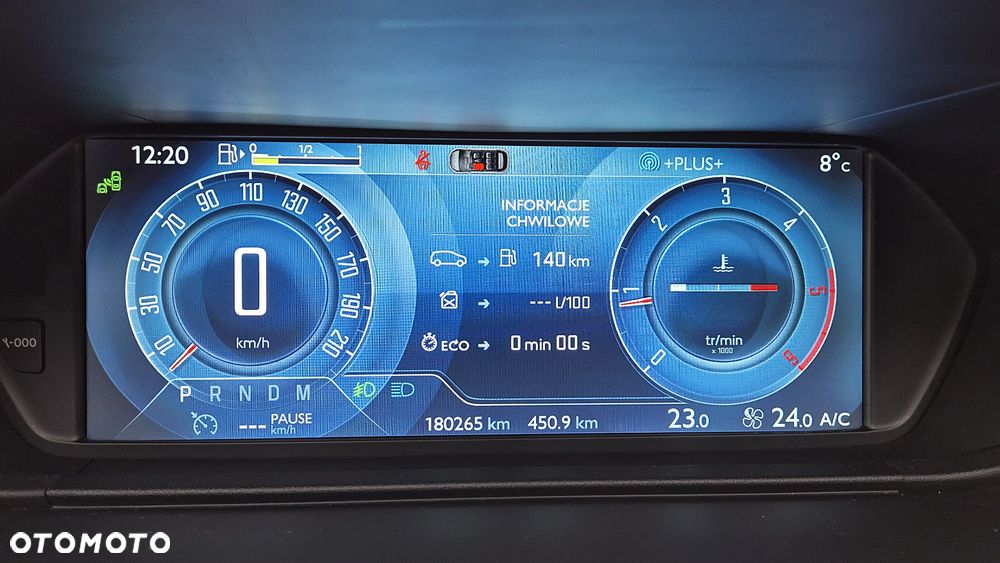 12:20
0 1/2 1
+PLUS+
8°C
INFORMACJE
CHWILOWE
140 km
--- l/100
ECO 0 min 00 s
10 30 50 70 90 110 130 150 170 190 210
0
km/h
0 1 2 3 4 5 6
tr/min
x 1000
P R N D M
--- PAUSE
km/h
180265 km 450.9 km
23.0 24.0 A/C
-000
OTOMOTO